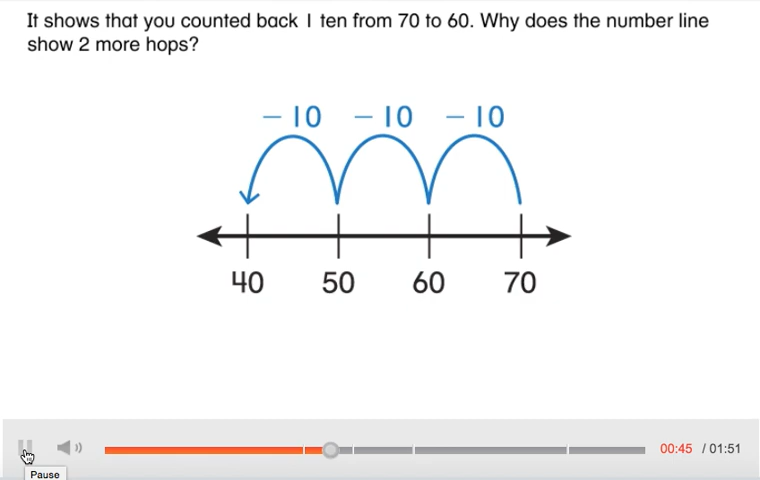 It shows that you counted back 1 ten from 70 to 60. Why does the number line
show 2 more hops?
− 10 − 10 − 10
40 50 60 70
00:45 / 01:51
Pause